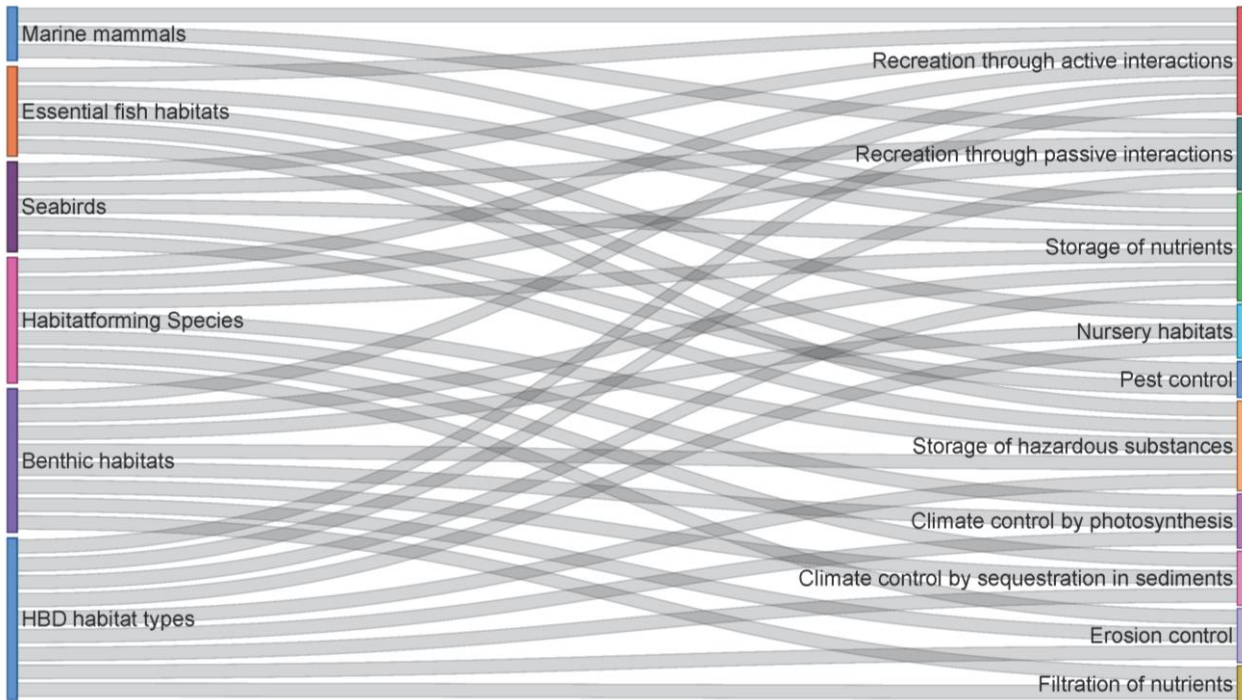 Marine mammals
Essential fish habitats
Seabirds
Habitatforming Species
Benthic habitats
HBD habitat types
Recreation through active interactions
Recreation through passive interactions
Storage of nutrients
Nursery habitats
Pest control
Storage of hazardous substances
Climate control by photosynthesis
Climate control by sequestration in sediments
Erosion control
Filtration of nutrients